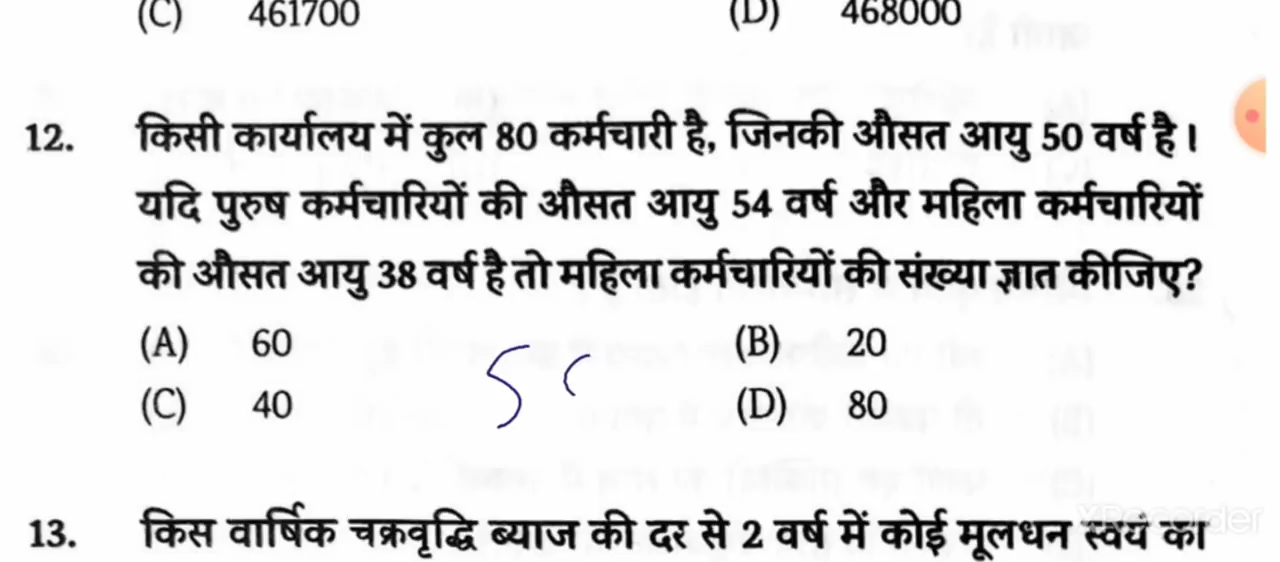 (C) 461700 (D) 468000
12. किसी कार्यालय में कुल 80 कर्मचारी है, जिनकी औसत आयु 50 वर्ष है।
यदि पुरुष कर्मचारियों की औसत आयु 54 वर्ष और महिला कर्मचारियों
की औसत आयु 38 वर्ष है तो महिला कर्मचारियों की संख्या ज्ञात कीजिए?
(A) 60 (B) 20
(C) 40 (D) 80
5
XRecorder
13. किस वार्षिक चक्रवृद्धि ब्याज की दर से 2 वर्ष में कोई मूलधन स्वयं का